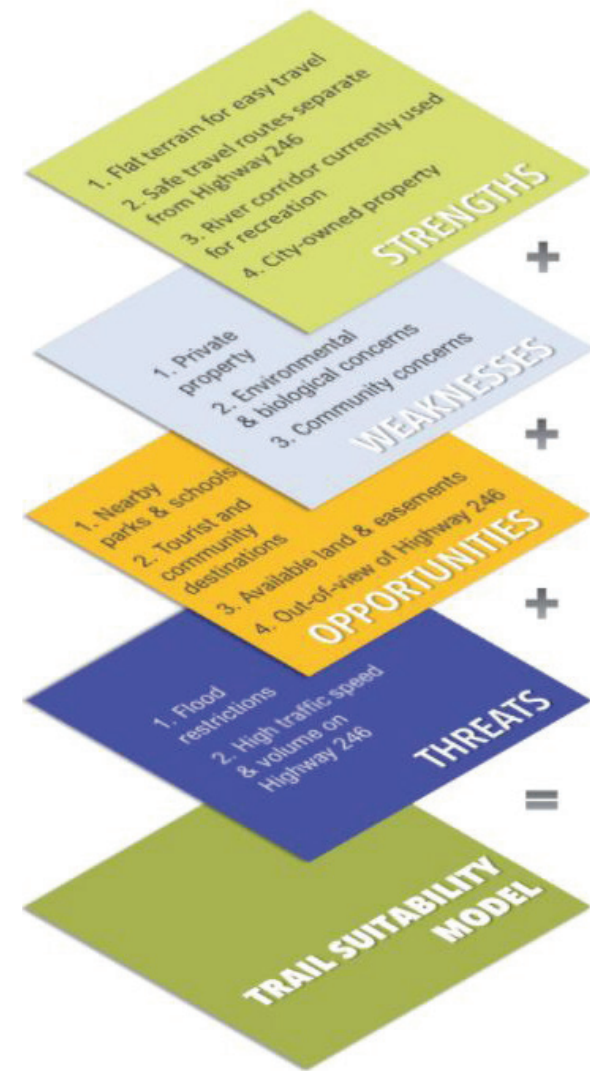 1. Flat terrain for easy travel
2. Safe travel routes separate
from Highway 246
3. River corridor currently used
for recreation
4. City-owned property
STRENGTHS
+
1. Private
property
2. Environmental
& biological concerns
3. Community concerns
WEAKNESSES
+
1. Nearby
parks & schools
2. Tourist and
community
destinations
3. Available land & easements
4. Out-of-view of Highway 246
OPPORTUNITIES
+
1. Flood
restrictions
2. High traffic speed
& volume on
Highway 246
THREATS
=
TRAIL SUITABILITY
MODEL